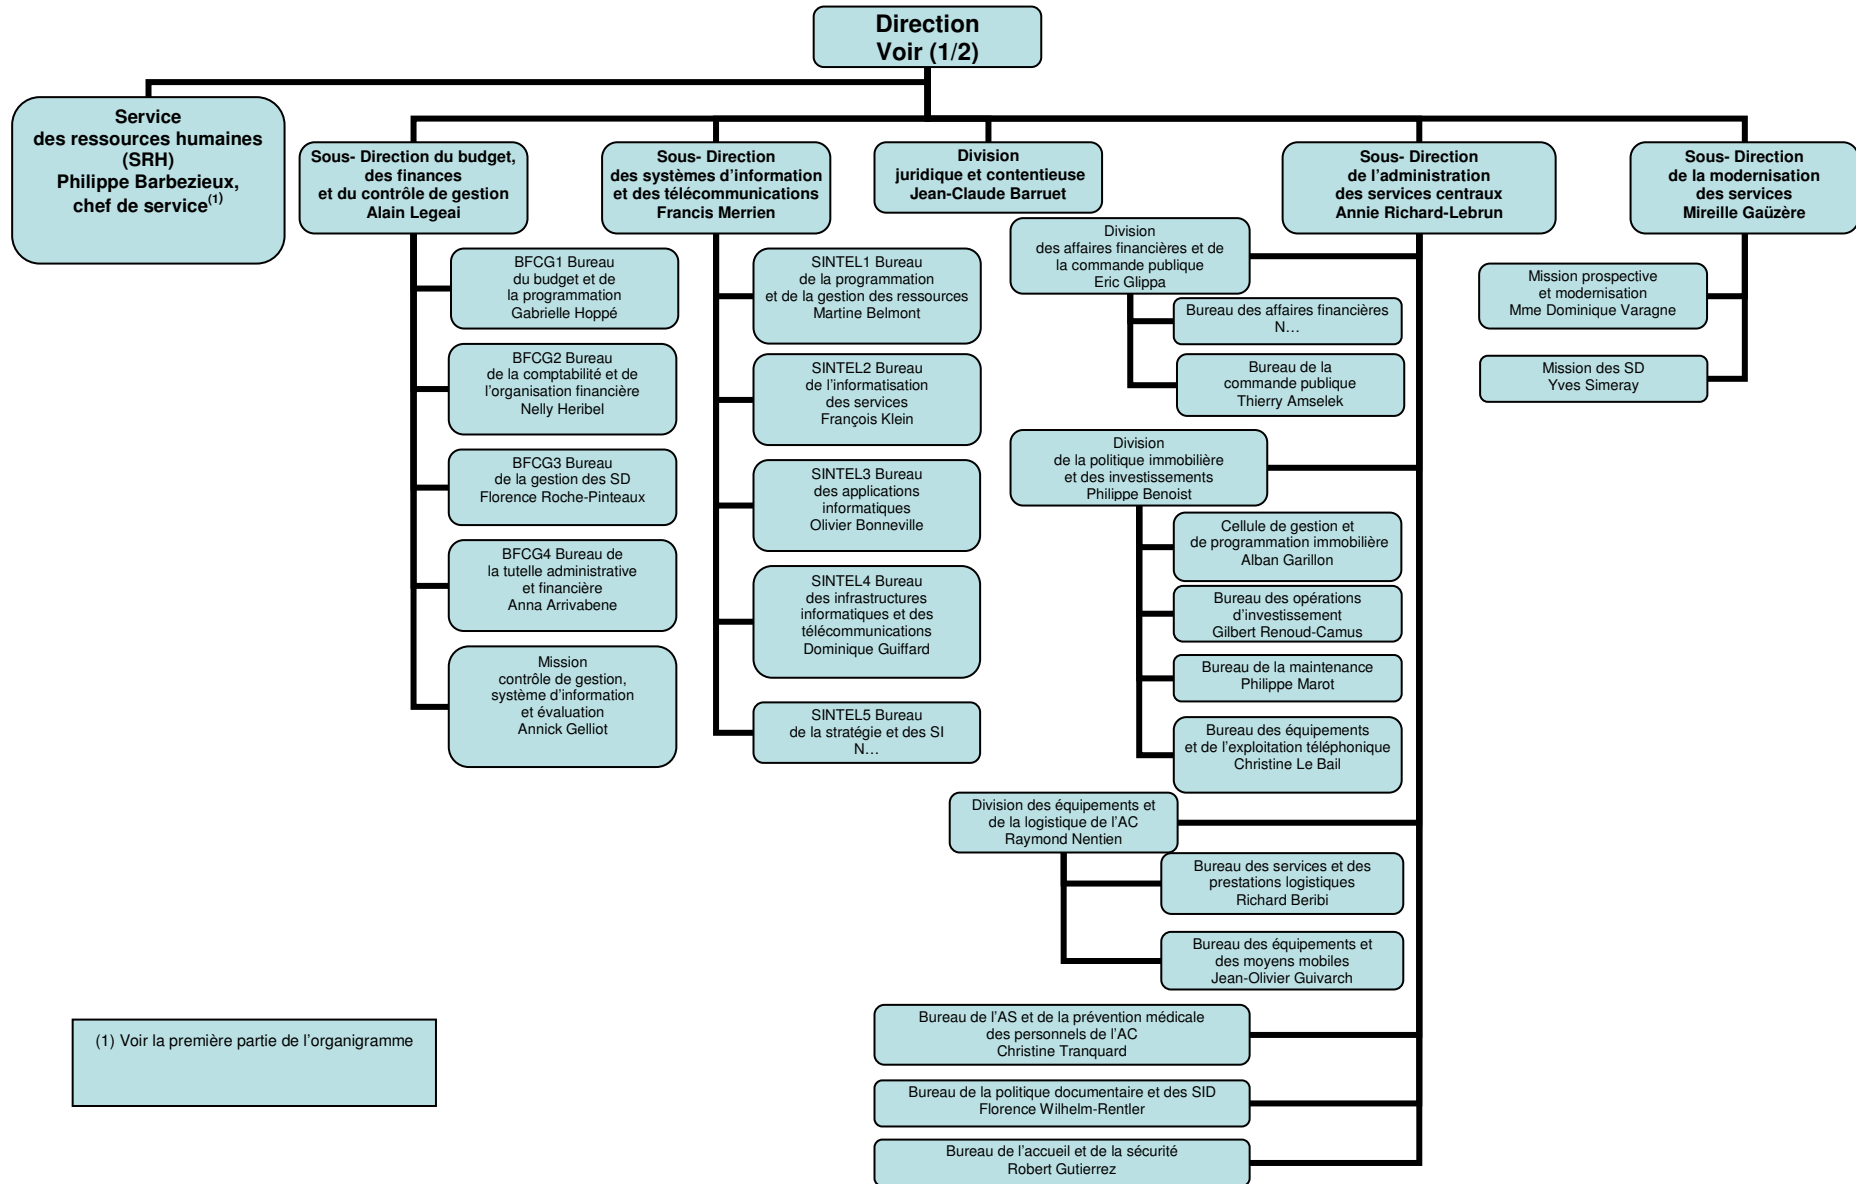 Direction
Voir (1/2)
Service
des ressources humaines
(SRH)
Philippe Barbezieux,
chef de service(1)
Sous- Direction du budget,
des finances
et du contrôle de gestion
Alain Legeai
BFCG1 Bureau
du budget et de
la programmation
Gabrielle Hoppé
BFCG2 Bureau
de la comptabilité et de
l’organisation financière
Nelly Heribel
BFCG3 Bureau
de la gestion des SD
Florence Roche-Pinteaux
BFCG4 Bureau de
la tutelle administrative
et financière
Anna Arrivabene
Mission
contrôle de gestion,
système d’information
et évaluation
Annick Gelliot
Sous- Direction
des systèmes d’information
et des télécommunications
Francis Merrien
SINTEL1 Bureau
de la programmation
et de la gestion des ressources
Martine Belmont
SINTEL2 Bureau
de l’informatisation
des services
François Klein
SINTEL3 Bureau
des applications
informatiques
Olivier Bonneville
SINTEL4 Bureau
des infrastructures
informatiques et des
télécommunications
Dominique Guiffard
SINTEL5 Bureau
de la stratégie et des SI
N…
Division
juridique et contentieuse
Jean-Claude Barruet
Sous- Direction
de l’administration
des services centraux
Annie Richard-Lebrun
Division
des affaires financières et de
la commande publique
Eric Glippa
Bureau des affaires financières
N…
Bureau de la
commande publique
Thierry Amselek
Division
de la politique immobilière
et des investissements
Philippe Benoist
Cellule de gestion et
de programmation immobilière
Alban Garillon
Bureau des opérations
d’investissement
Gilbert Renoud-Camus
Bureau de la maintenance
Philippe Marot
Bureau des équipements
et de l’exploitation téléphonique
Christine Le Bail
Division des équipements et
de la logistique de l’AC
Raymond Nentien
Bureau des services et des
prestations logistiques
Richard Beribi
Bureau des équipements et
des moyens mobiles
Jean-Olivier Guivarch
Bureau de l’AS et de la prévention médicale
des personnels de l’AC
Christine Tranquard
Bureau de la politique documentaire et des SID
Florence Wilhelm-Rentler
Bureau de l’accueil et de la sécurité
Robert Gutierrez
Sous- Direction
de la modernisation
des services
Mireille Gaüzère
Mission prospective
et modernisation
Mme Dominique Varagne
Mission des SD
Yves Simeray
(1) Voir la première partie de l’organigramme